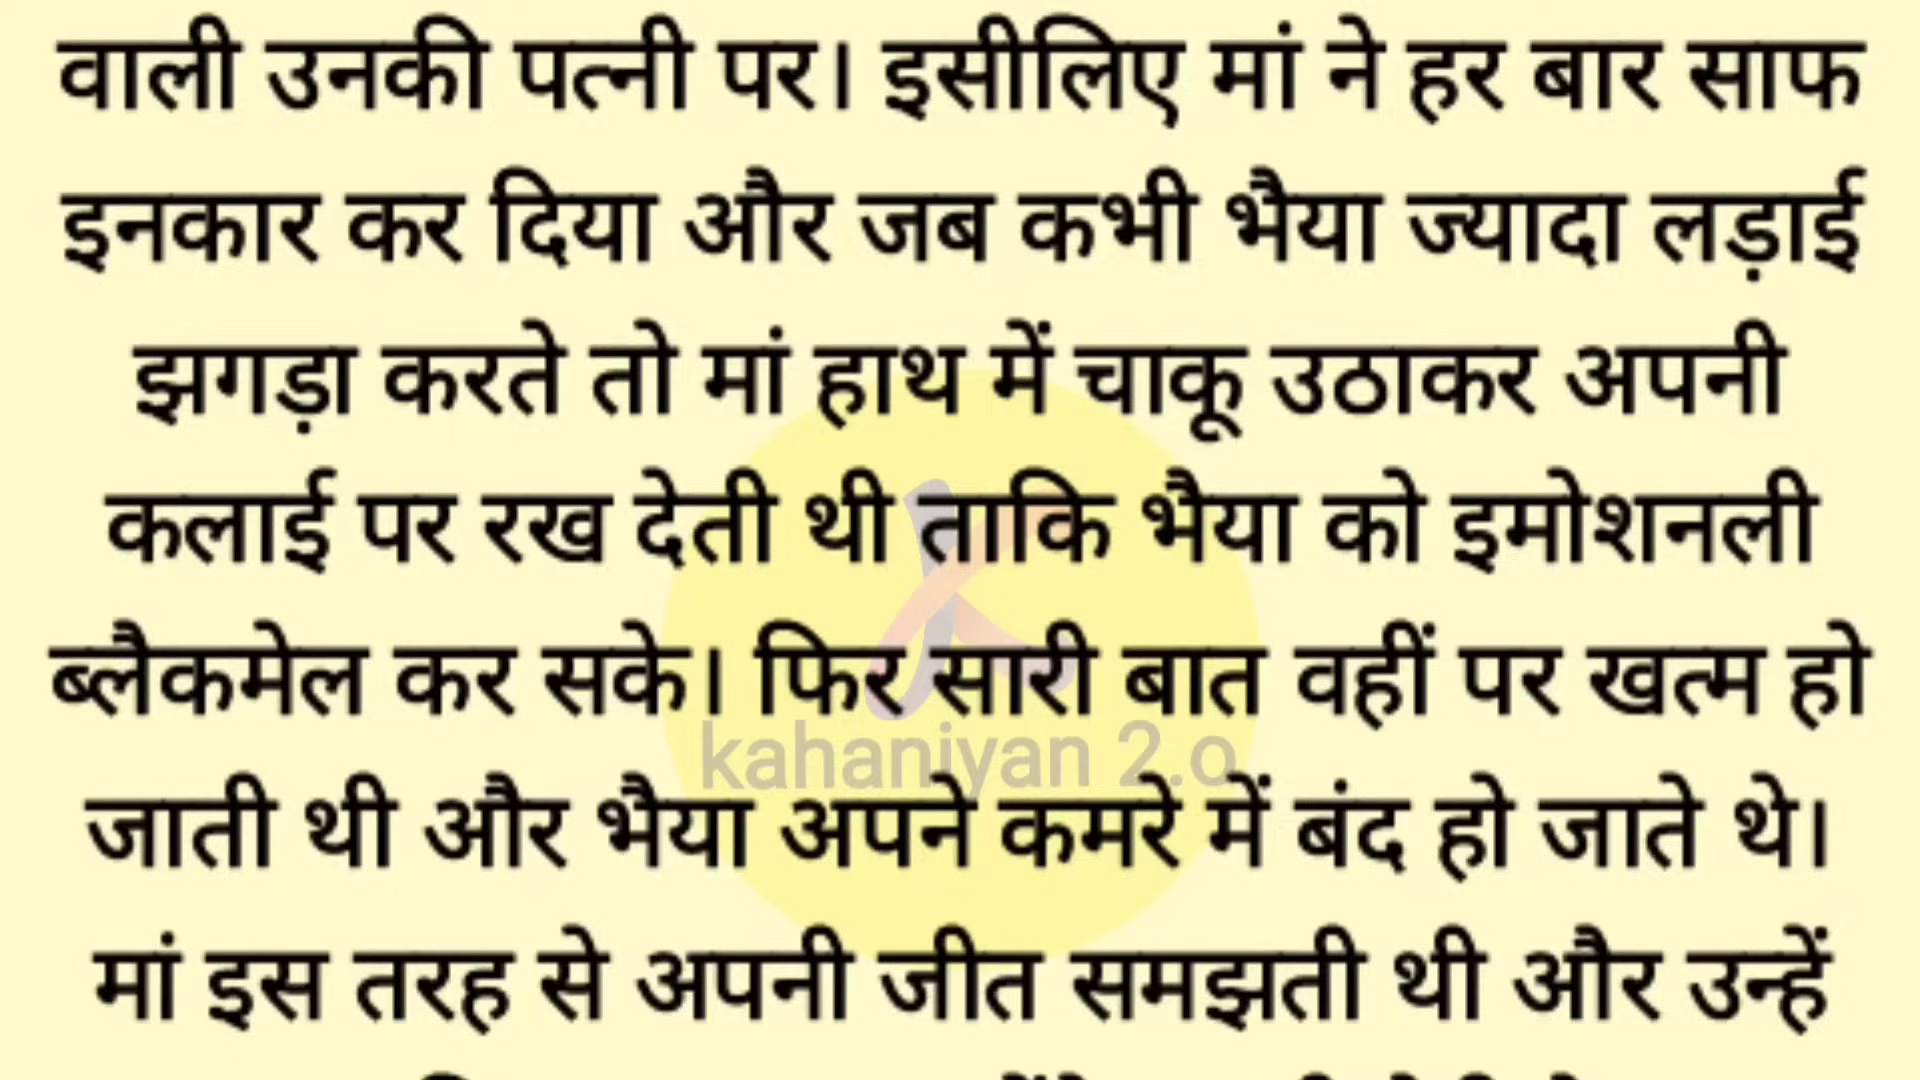 वाली उनकी पत्नी पर। इसीलिए मां ने हर बार साफ
इनकार कर दिया और जब कभी भैया ज्यादा लड़ाई
झगड़ा करते तो मां हाथ में चाकू उठाकर अपनी
कलाई पर रख देती थी ताकि भैया को इमोशनली
ब्लैकमेल कर सके। फिर सारी बात वहीं पर खत्म हो
kahaniyan 2.o
जाती थी और भैया अपने कमरे में बंद हो जाते थे।
मां इस तरह से अपनी जीत समझती थी और उन्हें